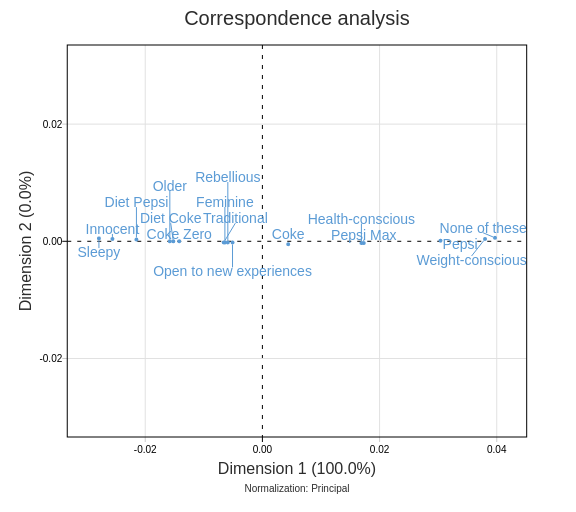 Correspondence analysis
Dimension 2 (0.0%)
0.02
0.00
-0.02
Rebellious
Older
Diet Pepsi
Feminine
Diet Coke
Traditional
Health-conscious
Innocent
Coke Zero
Coke
Pepsi Max
None of these
Pepsi
Sleepy
Weight-conscious
Open to new experiences
-0.02
0.00
0.02
0.04
Dimension 1 (100.0%)
Normalization: Principal